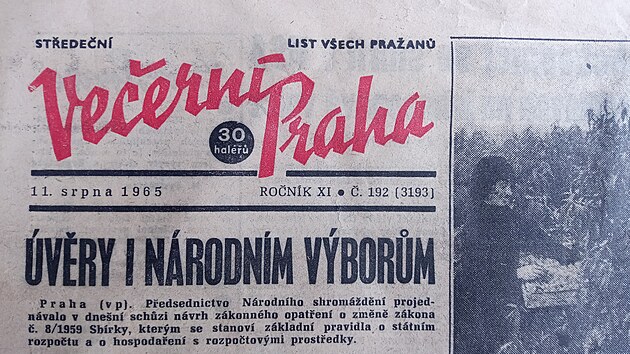 STŘEDEČNÍ LIST VŠECH PRAŽANŮ
Večerní
Praha
30
haléřů
11. srpna 1965 ROČNÍK XI • Č. 192 (3193)
ÚVĚRY I NÁRODNÍM VÝBORŮM
Praha (vp). Předsednictvo Národního shromáždění projed-
návalo v dnešní schůzi návrh zákonného opatření o změně zákona
č. 8/1959 Sbírky, kterým se stanoví základní pravidla o státním
rozpočtu a o hospodaření s rozpočtovými prostředky.